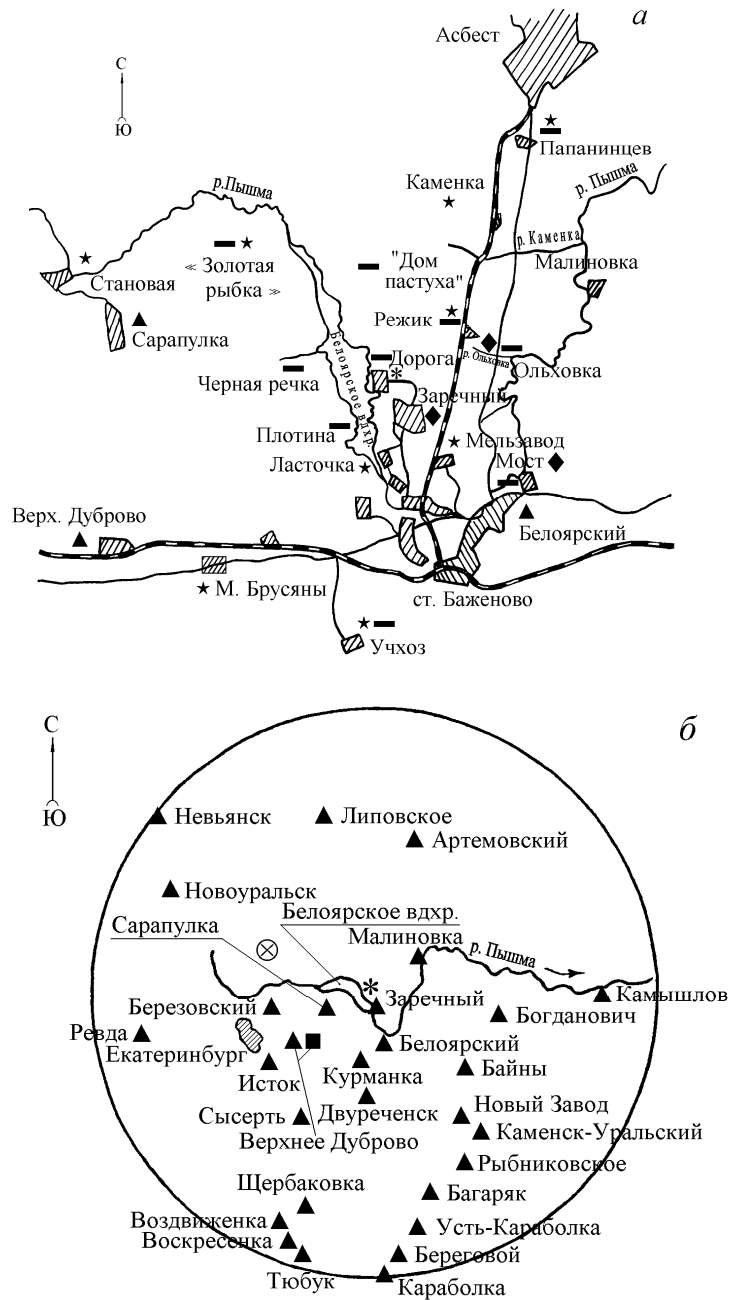 а
Асбест
С
Ю
Папанинцев
р. Пышма
р.Пышма
Каменка
р. Каменка
Становая
« Золотая
рыбка »
"Дом
пастуха"
Малиновка
Сарапулка
Режик
Белоярское вдхр.
Дорога
*
р. Ольховка
Ольховка
Черная речка
Заречный
Плотина
Мельзавод
Ласточка
Мост
Верх. Дуброво
Белоярский
М. Брусяны
ст. Баженово
Учхоз
б
С
Ю
Невьянск
Липовское
Артемовский
Новоуральск
Белоярское вдхр.
Сарапулка
Малиновка
р. Пышма
*
Березовский
Заречный
Камышлов
Богданович
Ревда
Екатеринбург
Белоярский
Исток
Курманка
Байны
Сысерть
Двуреченск
Новый Завод
Верхнее Дуброво
Каменск-Уральский
Рыбниковское
Щербаковка
Багаряк
Воздвиженка
Усть-Караболка
Воскресенка
Береговой
Тюбук
Караболка